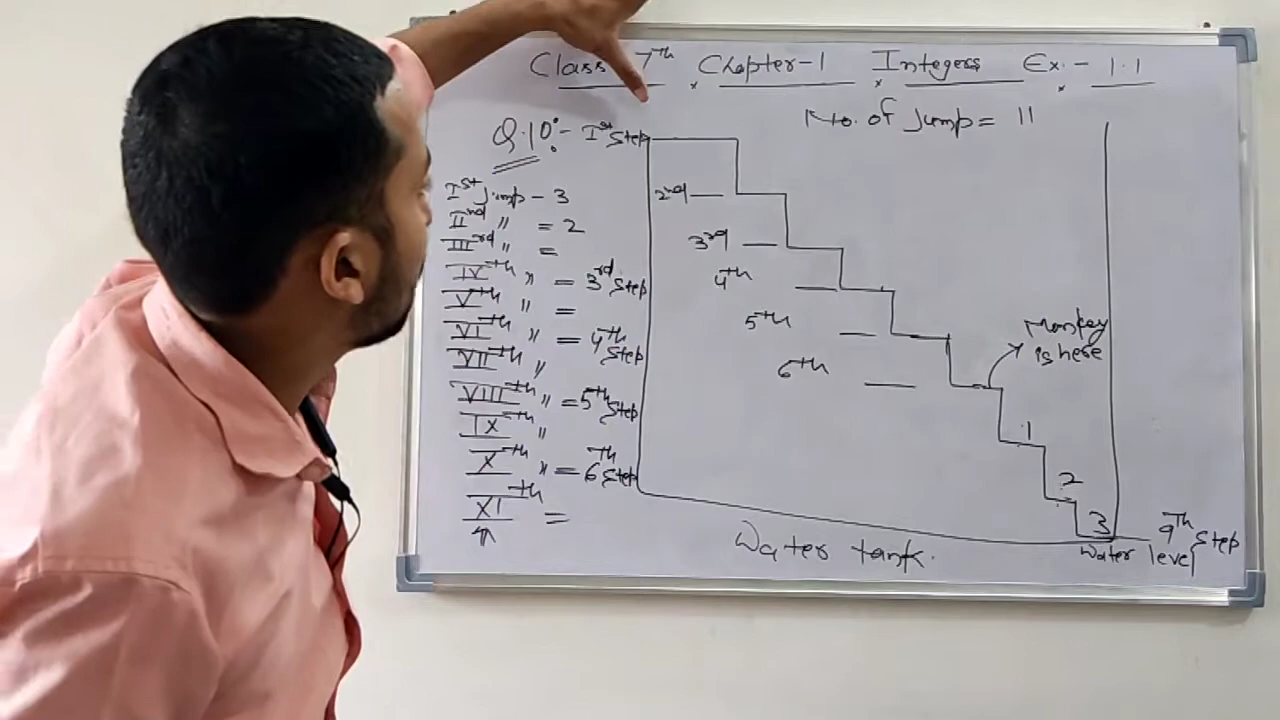 Class 7th Chapter-1 Integers Ex.- 1.1
No. of Jump = 11
Q.10:- Ist Step
Ist Jump - 3
IInd " = 2
IIIrd " =
IVth " = 3rd Step
Vth " =
VIth " = 4th Step
VIIth "
VIIIth " = 5th Step
IXth "
Xth " = 6th Step
XIth =
2nd
3rd
4th
5th
6th
Monkey is here
1
2
3
Water level 9th Step
Water tank.